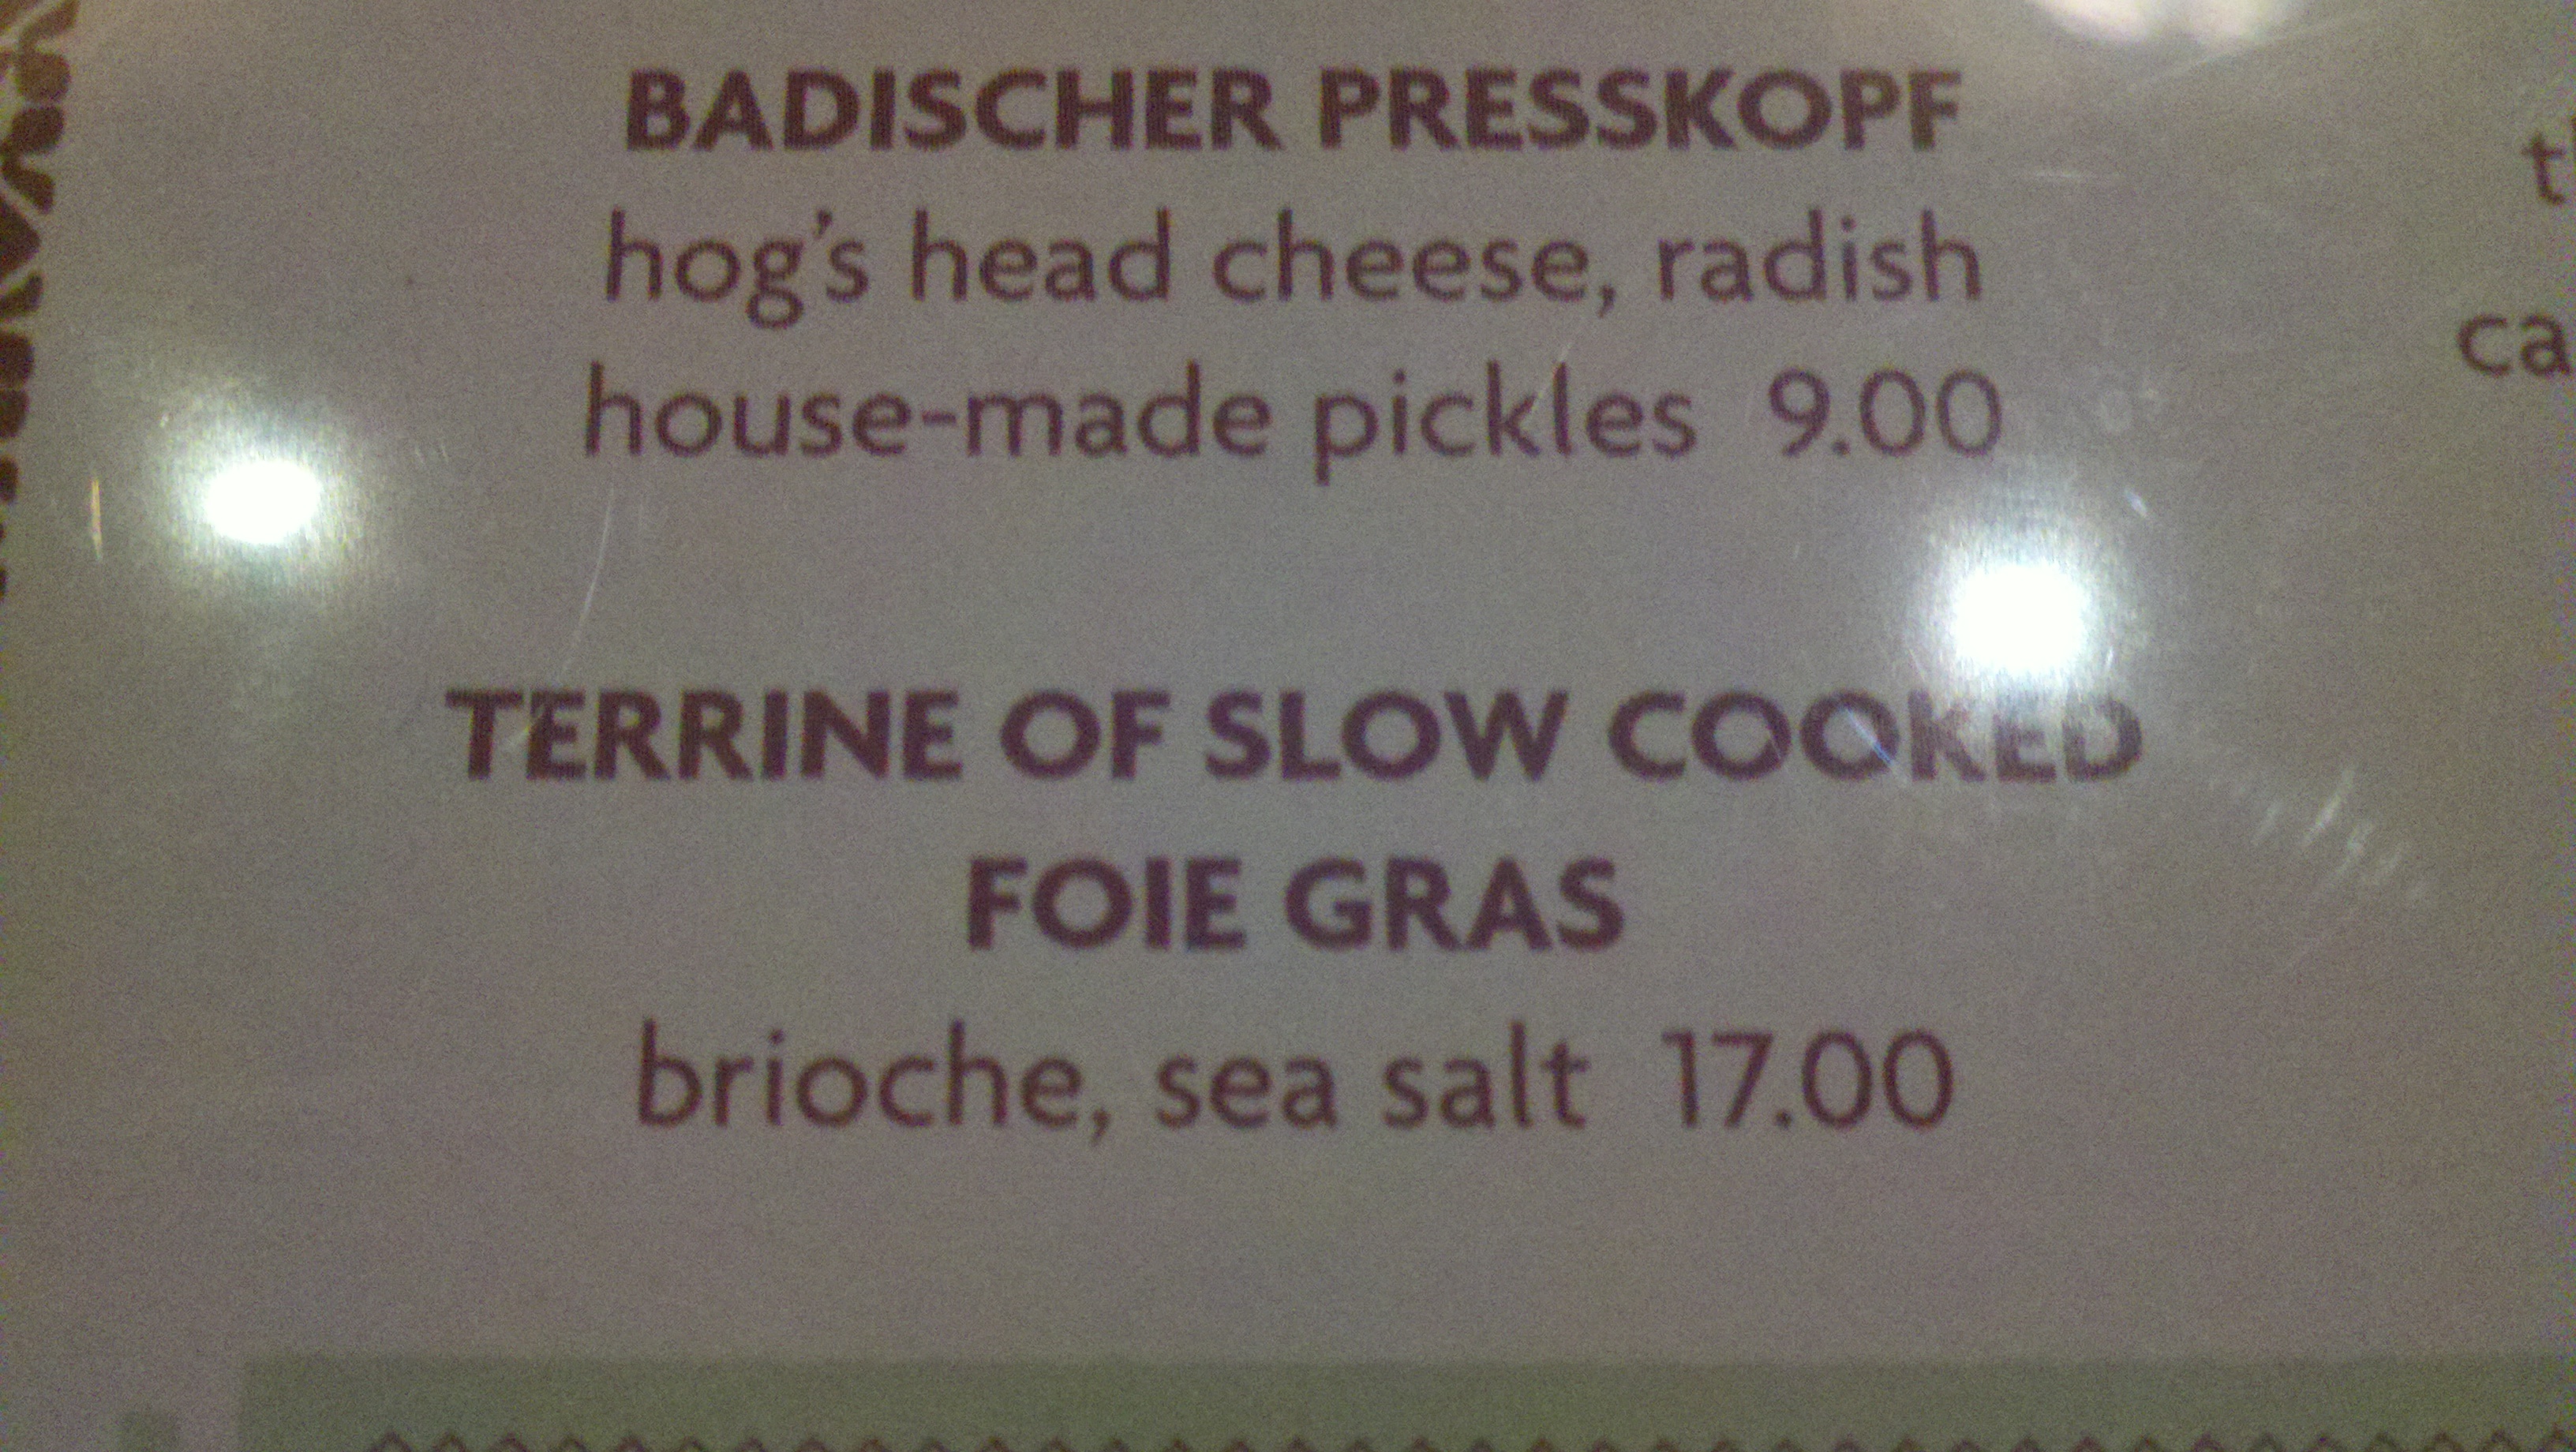 BADISCHER PRESSKOPF
hog's head cheese, radish
house-made pickles 9.00
TERRINE OF SLOW COOKED
FOIE GRAS
brioche, sea salt 17.00